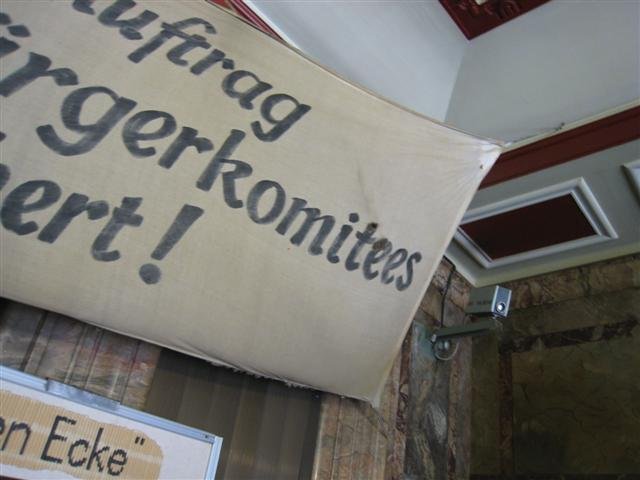 uftrag
ürgerkomitees
ert!
en Ecke"